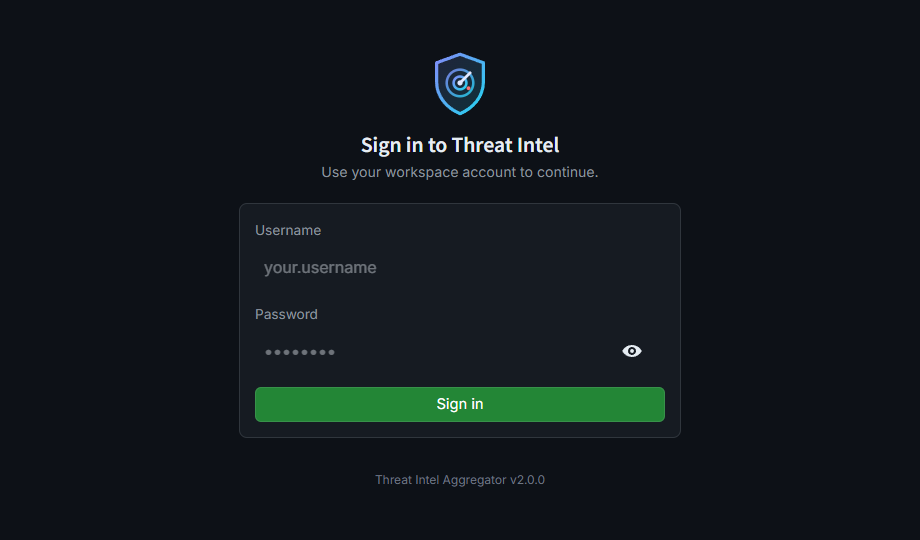 Sign in to Threat Intel
Use your workspace account to continue.
Username
your.username
Password
••••••••
Sign in
Threat Intel Aggregator v2.0.0